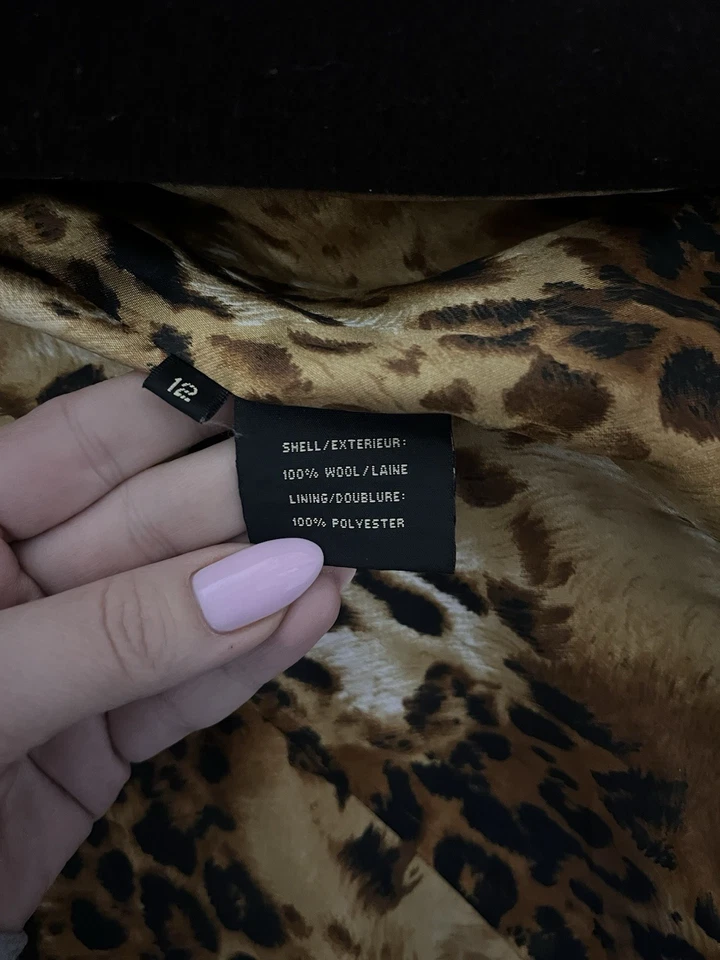 12
SHELL/EXTERIEUR:
100% WOOL/LAINE
LINING/DOUBLURE:
100% POLYESTER